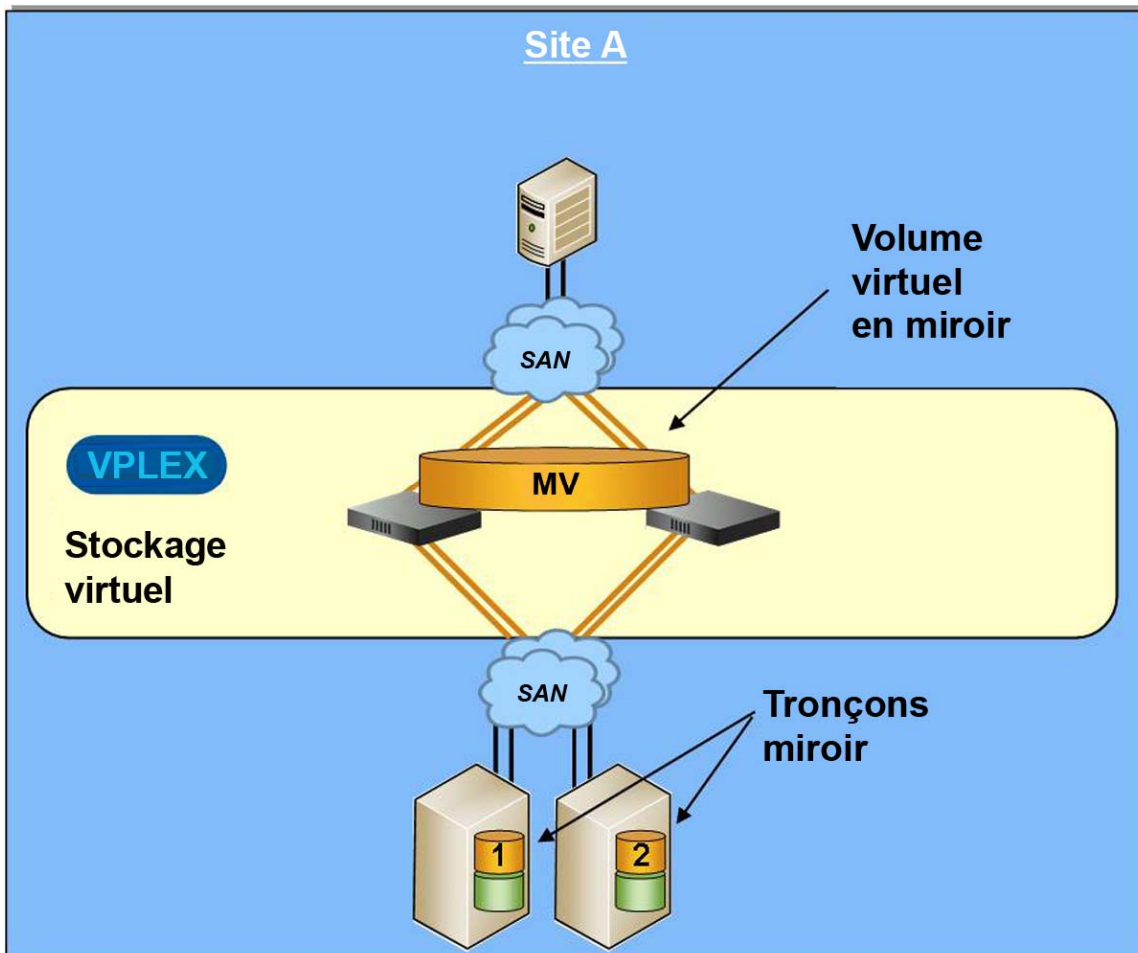 Site A
Volume
virtuel
en miroir
SAN
VPLEX
MV
Stockage
virtuel
SAN
Tronçons
miroir
1
2